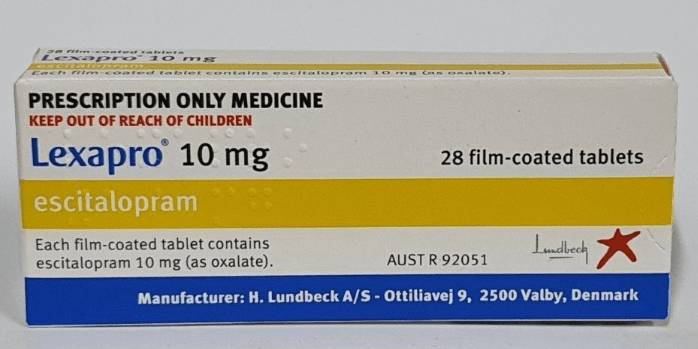 28 film-coated tablets
Lexapro® 10 mg
escitalopram
Each film-coated tablet contains escitalopram 10 mg (as oxalate).
PRESCRIPTION ONLY MEDICINE
KEEP OUT OF REACH OF CHILDREN
Lexapro® 10 mg
28 film-coated tablets
escitalopram
Each film-coated tablet contains
escitalopram 10 mg (as oxalate).
AUST R 92051
Lundbeck
Manufacturer: H. Lundbeck A/S - Ottiliavej 9, 2500 Valby, Denmark